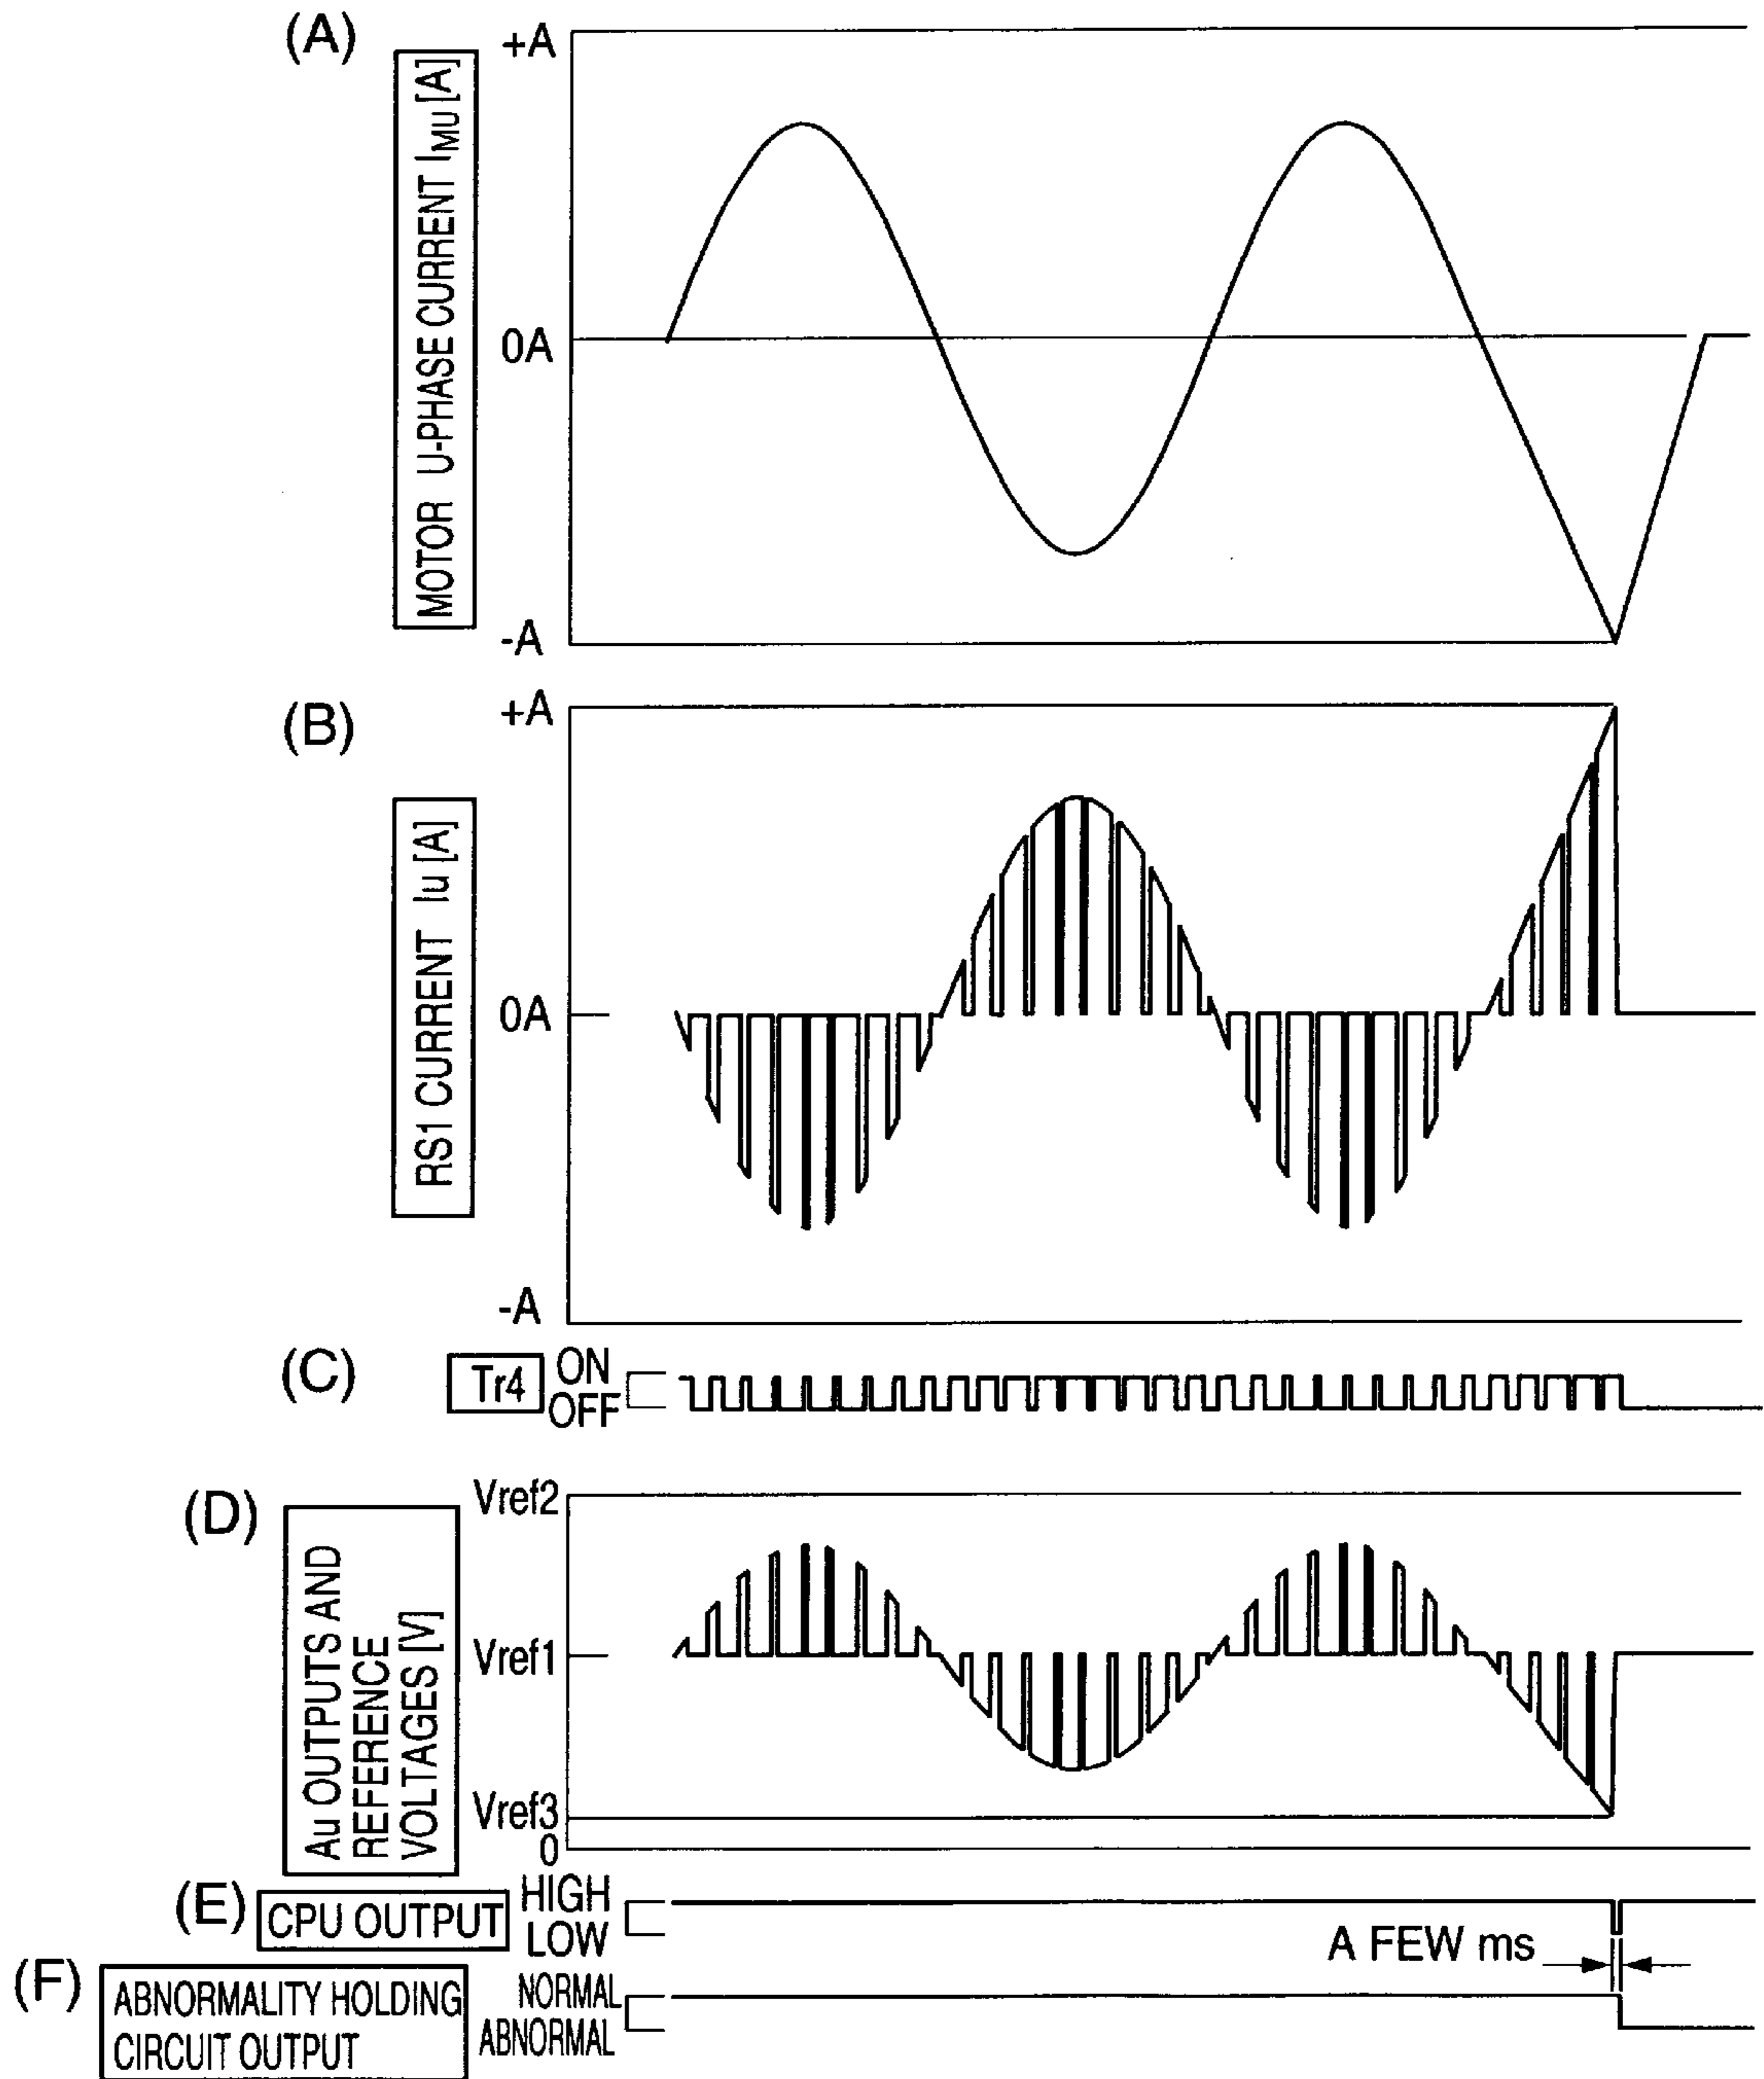 (A)
MOTOR U-PHASE CURRENT IMU [A]
+A
0A
-A
(B)
RS1 CURRENT Iu [A]
+A
0A
-A
(C)
Tr4
ON
OFF
(D)
Au OUTPUTS AND
REFERENCE
VOLTAGES [V]
Vref2
Vref1
Vref3
0
(E)
CPU OUTPUT
HIGH
LOW
A FEW ms
(F)
ABNORMALITY HOLDING
CIRCUIT OUTPUT
NORMAL
ABNORMAL